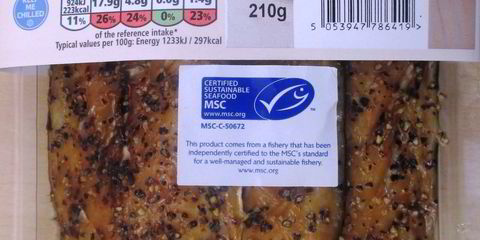 KEEP
ME
CHILLED
924kJ
223kcal
17.9g
4.8g
11%
26%
24%
0%
23%
of the reference intake*
Typical values per 100g: Energy 1233kJ / 297kcal
210g
5 053947 786419 >
CERTIFIED
SUSTAINABLE
SEAFOOD
MSC
www.msc.org
TM
MSC-C-50672
This product comes from a fishery that has been
independently certified to the MSC's standard
for a well-managed and sustainable fishery.
www.msc.org